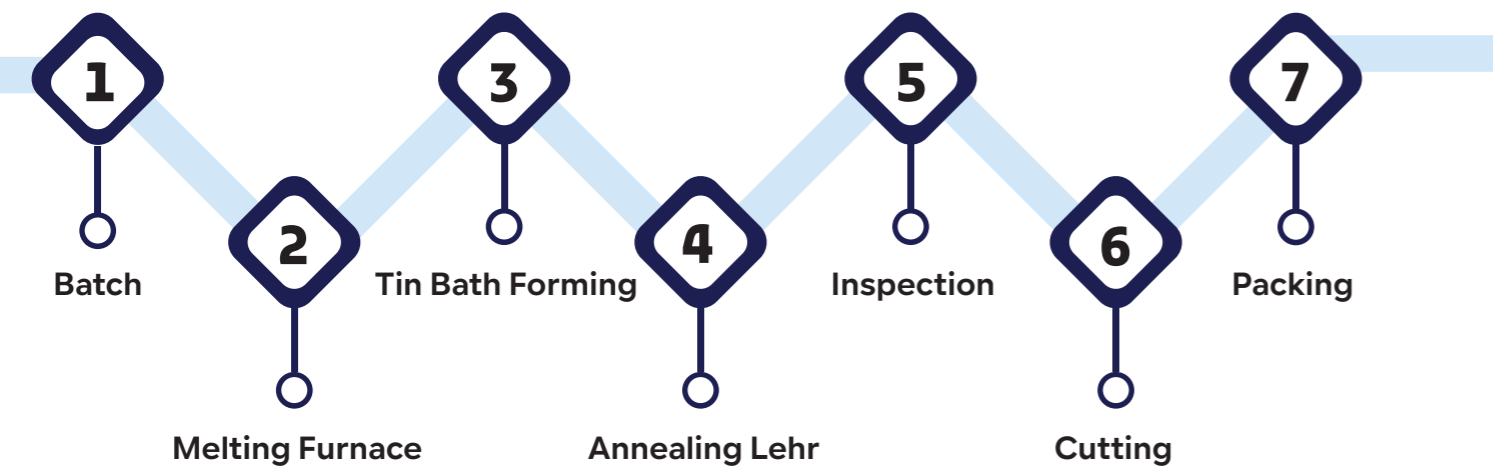 1
Batch
2
Melting Furnace
3
Tin Bath Forming
4
Annealing Lehr
5
Inspection
6
Cutting
7
Packing